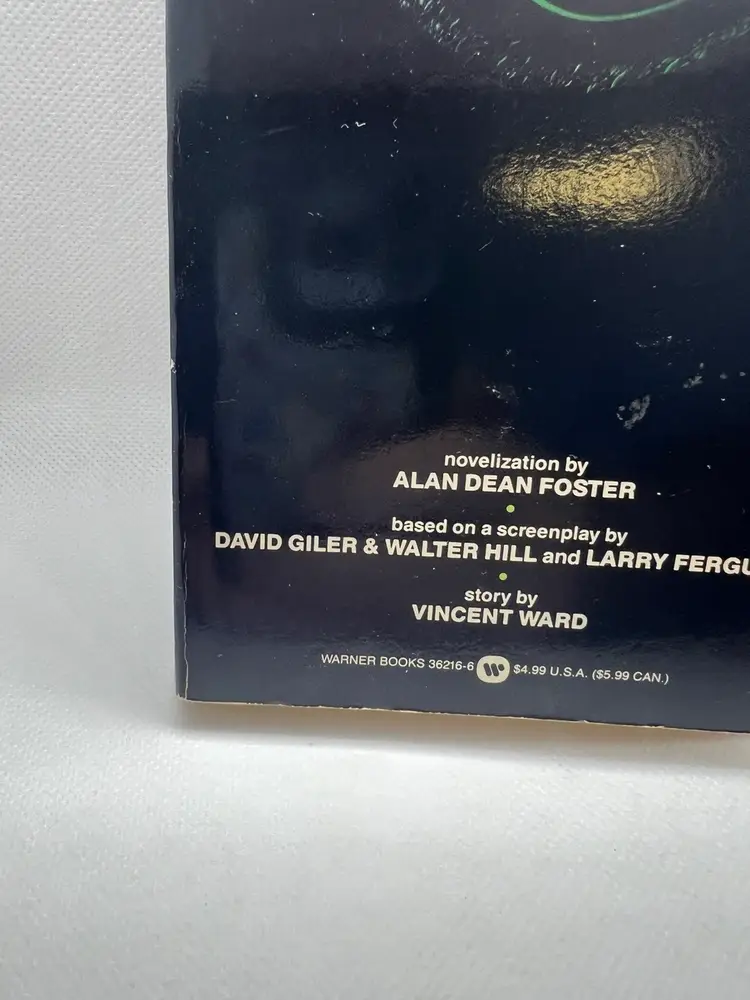 novelization by
ALAN DEAN FOSTER
based on a screenplay by
DAVID GILER & WALTER HILL and LARRY FERGU
story by
VINCENT WARD
WARNER BOOKS 36216-6 W $4.99 U.S.A. ($5.99 CAN.)